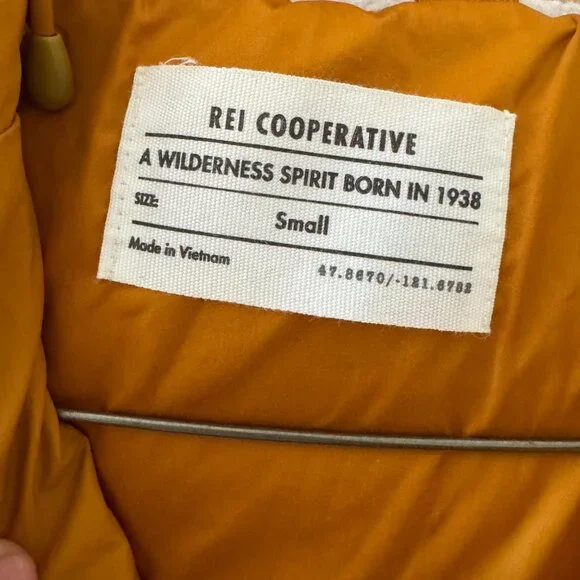 REI COOPERATIVE
A WILDERNESS SPIRIT BORN IN 1938
SIZE: Small
Made in Vietnam 47.8670/-121.6782